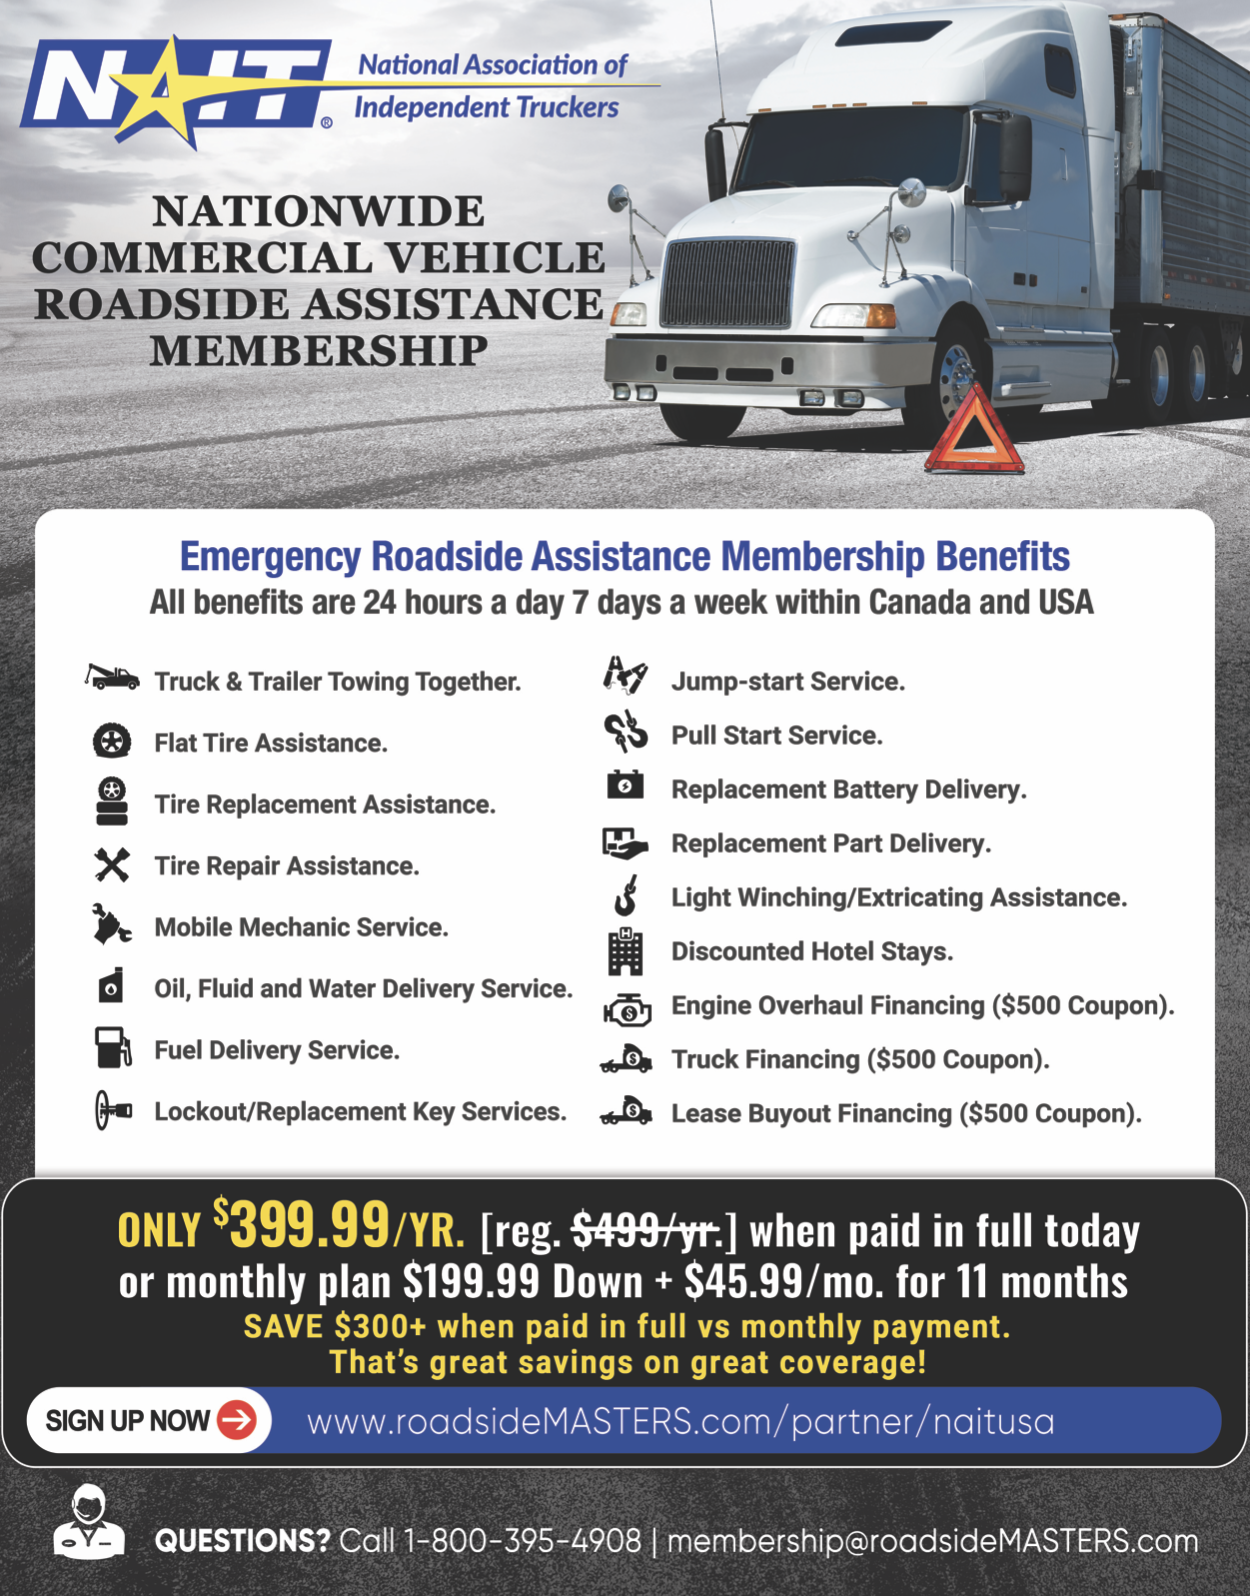 NAIT®
National Association of
Independent Truckers
NATIONWIDE
COMMERCIAL VEHICLE
ROADSIDE ASSISTANCE
MEMBERSHIP
Emergency Roadside Assistance Membership Benefits
All benefits are 24 hours a day 7 days a week within Canada and USA
Truck & Trailer Towing Together.
Flat Tire Assistance.
Tire Replacement Assistance.
Tire Repair Assistance.
Mobile Mechanic Service.
Oil, Fluid and Water Delivery Service.
Fuel Delivery Service.
Lockout/Replacement Key Services.
Jump-start Service.
Pull Start Service.
Replacement Battery Delivery.
Replacement Part Delivery.
Light Winching/Extricating Assistance.
Discounted Hotel Stays.
Engine Overhaul Financing ($500 Coupon).
Truck Financing ($500 Coupon).
Lease Buyout Financing ($500 Coupon).
ONLY $399.99/YR. [reg. $499/yr.] when paid in full today
or monthly plan $199.99 Down + $45.99/mo. for 11 months
SAVE $300+ when paid in full vs monthly payment.
That's great savings on great coverage!
SIGN UP NOW www.roadsideMASTERS.com/partner/naitusa
QUESTIONS? Call 1-800-395-4908 | membership@roadsideMASTERS.com